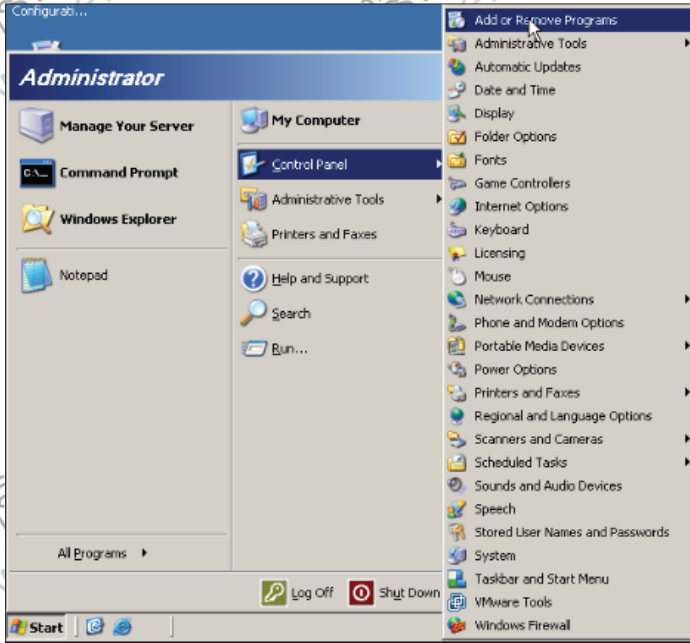 Configurati...
Administrator
Manage Your Server
Command Prompt
Windows Explorer
Notepad
All Programs
My Computer
Control Panel
Administrative Tools
Printers and Faxes
Help and Support
Search
Run...
Log Off
Shut Down
Add or Remove Programs
Administrative Tools
Automatic Updates
Date and Time
Display
Folder Options
Fonts
Game Controllers
Internet Options
Keyboard
Licensing
Mouse
Network Connections
Phone and Modem Options
Portable Media Devices
Power Options
Printers and Faxes
Regional and Language Options
Scanners and Cameras
Scheduled Tasks
Sounds and Audio Devices
Speech
Stored User Names and Passwords
System
Taskbar and Start Menu
VMware Tools
Windows Firewall
Start